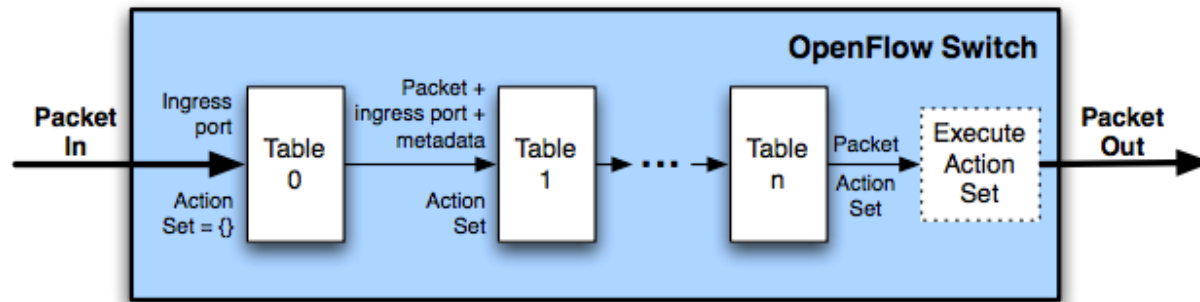 OpenFlow Switch
Packet
In
Ingress
port
Action
Set = {}
Table
0
Packet +
ingress port +
metadata
Action
Set
Table
1
...
Table
n
Packet
Action
Set
Execute
Action
Set
Packet
Out